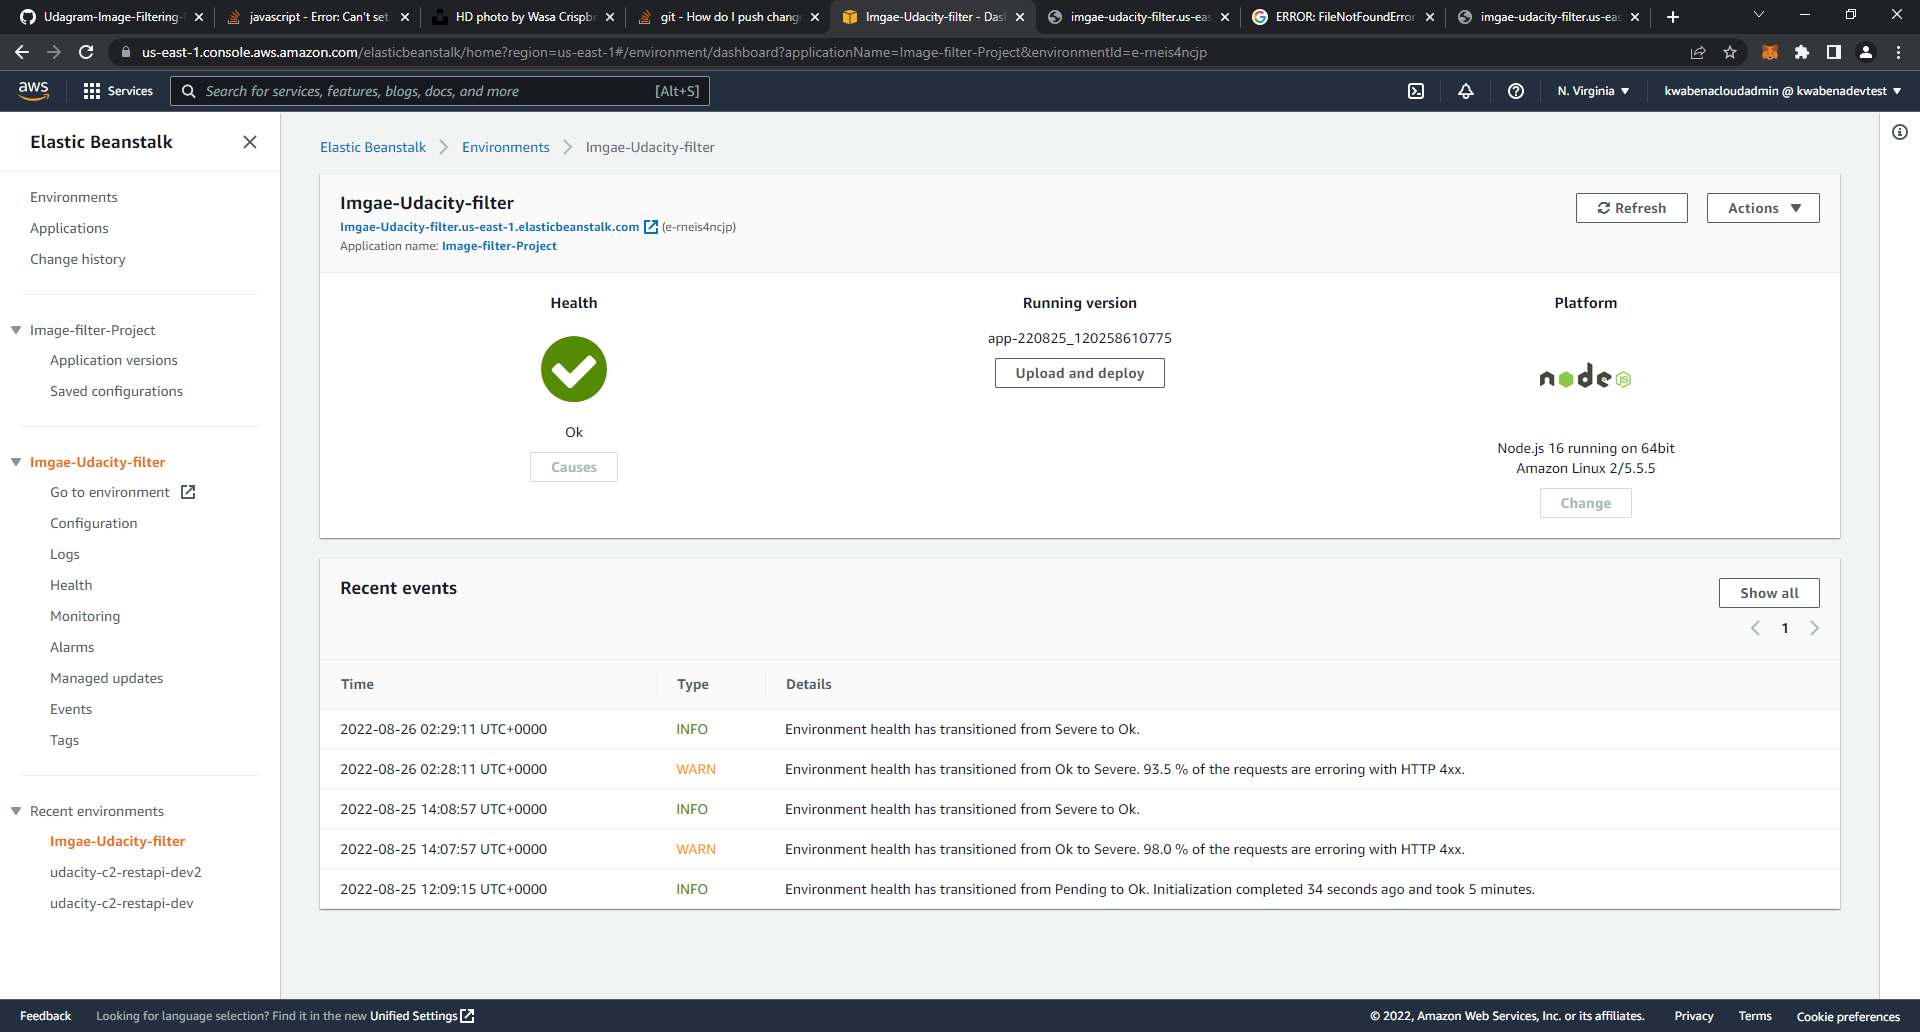 Udagram-Image-Filtering-
javascript - Error: Can't set
HD photo by Wasa Crispbr
git - How do I push chang
Imgae-Udacity-filter - Das
imgae-udacity-filter.us-eas
ERROR: FileNotFoundError
imgae-udacity-filter.us-eas
us-east-1.console.aws.amazon.com/elasticbeanstalk/home?region=us-east-1#/environment/dashboard?applicationName=Image-filter-Project&environmentId=e-rneis4ncjp
aws
Services
Search for services, features, blogs, docs, and more [Alt+S]
N. Virginia
kwabenacloudadmin @ kwabenadevtest
Elastic Beanstalk
Environments
Applications
Change history
Image-filter-Project
Application versions
Saved configurations
Imgae-Udacity-filter
Go to environment
Configuration
Logs
Health
Monitoring
Alarms
Managed updates
Events
Tags
Recent environments
Imgae-Udacity-filter
udacity-c2-restapi-dev2
udacity-c2-restapi-dev
Elastic Beanstalk
Environments
Imgae-Udacity-filter
Imgae-Udacity-filter
Imgae-Udacity-filter.us-east-1.elasticbeanstalk.com (e-rneis4ncjp)
Application name: Image-filter-Project
Refresh
Actions
Health
Ok
Causes
Running version
app-220825_120258610775
Upload and deploy
Platform
node
JS
Node.js 16 running on 64bit
Amazon Linux 2/5.5.5
Change
Recent events
Show all
1
Time Type Details
2022-08-26 02:29:11 UTC+0000 INFO Environment health has transitioned from Severe to Ok.
2022-08-26 02:28:11 UTC+0000 WARN Environment health has transitioned from Ok to Severe. 93.5 % of the requests are erroring with HTTP 4xx.
2022-08-25 14:08:57 UTC+0000 INFO Environment health has transitioned from Severe to Ok.
2022-08-25 14:07:57 UTC+0000 WARN Environment health has transitioned from Ok to Severe. 98.0 % of the requests are erroring with HTTP 4xx.
2022-08-25 12:09:15 UTC+0000 INFO Environment health has transitioned from Pending to Ok. Initialization completed 34 seconds ago and took 5 minutes.
Feedback
Looking for language selection? Find it in the new Unified Settings
© 2022, Amazon Web Services, Inc. or its affiliates.
Privacy
Terms
Cookie preferences